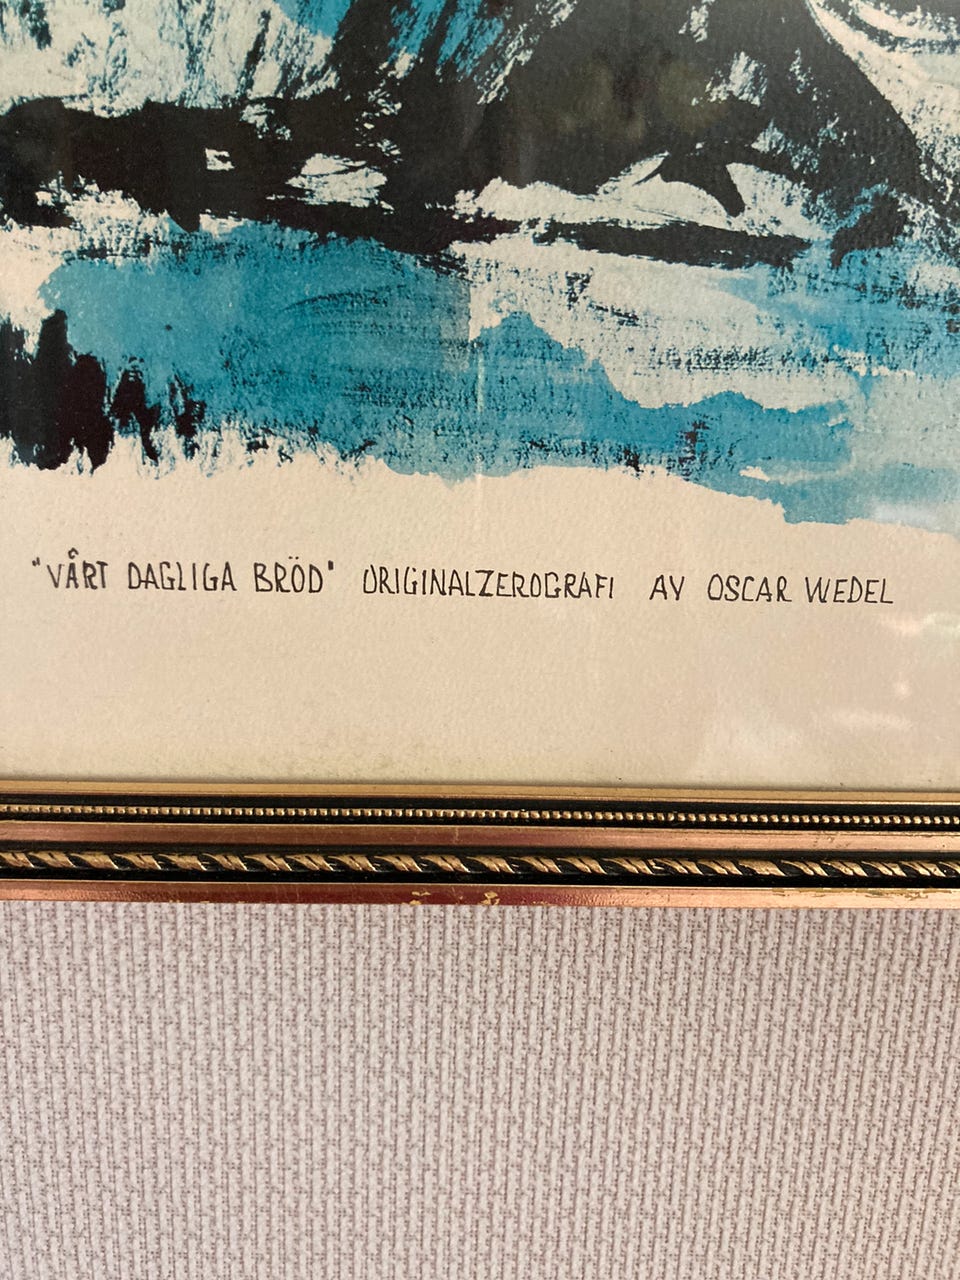 "VÅRT DAGLIGA BRÖD" ORIGINALZEROGRAFI AV OSCAR WEDEL